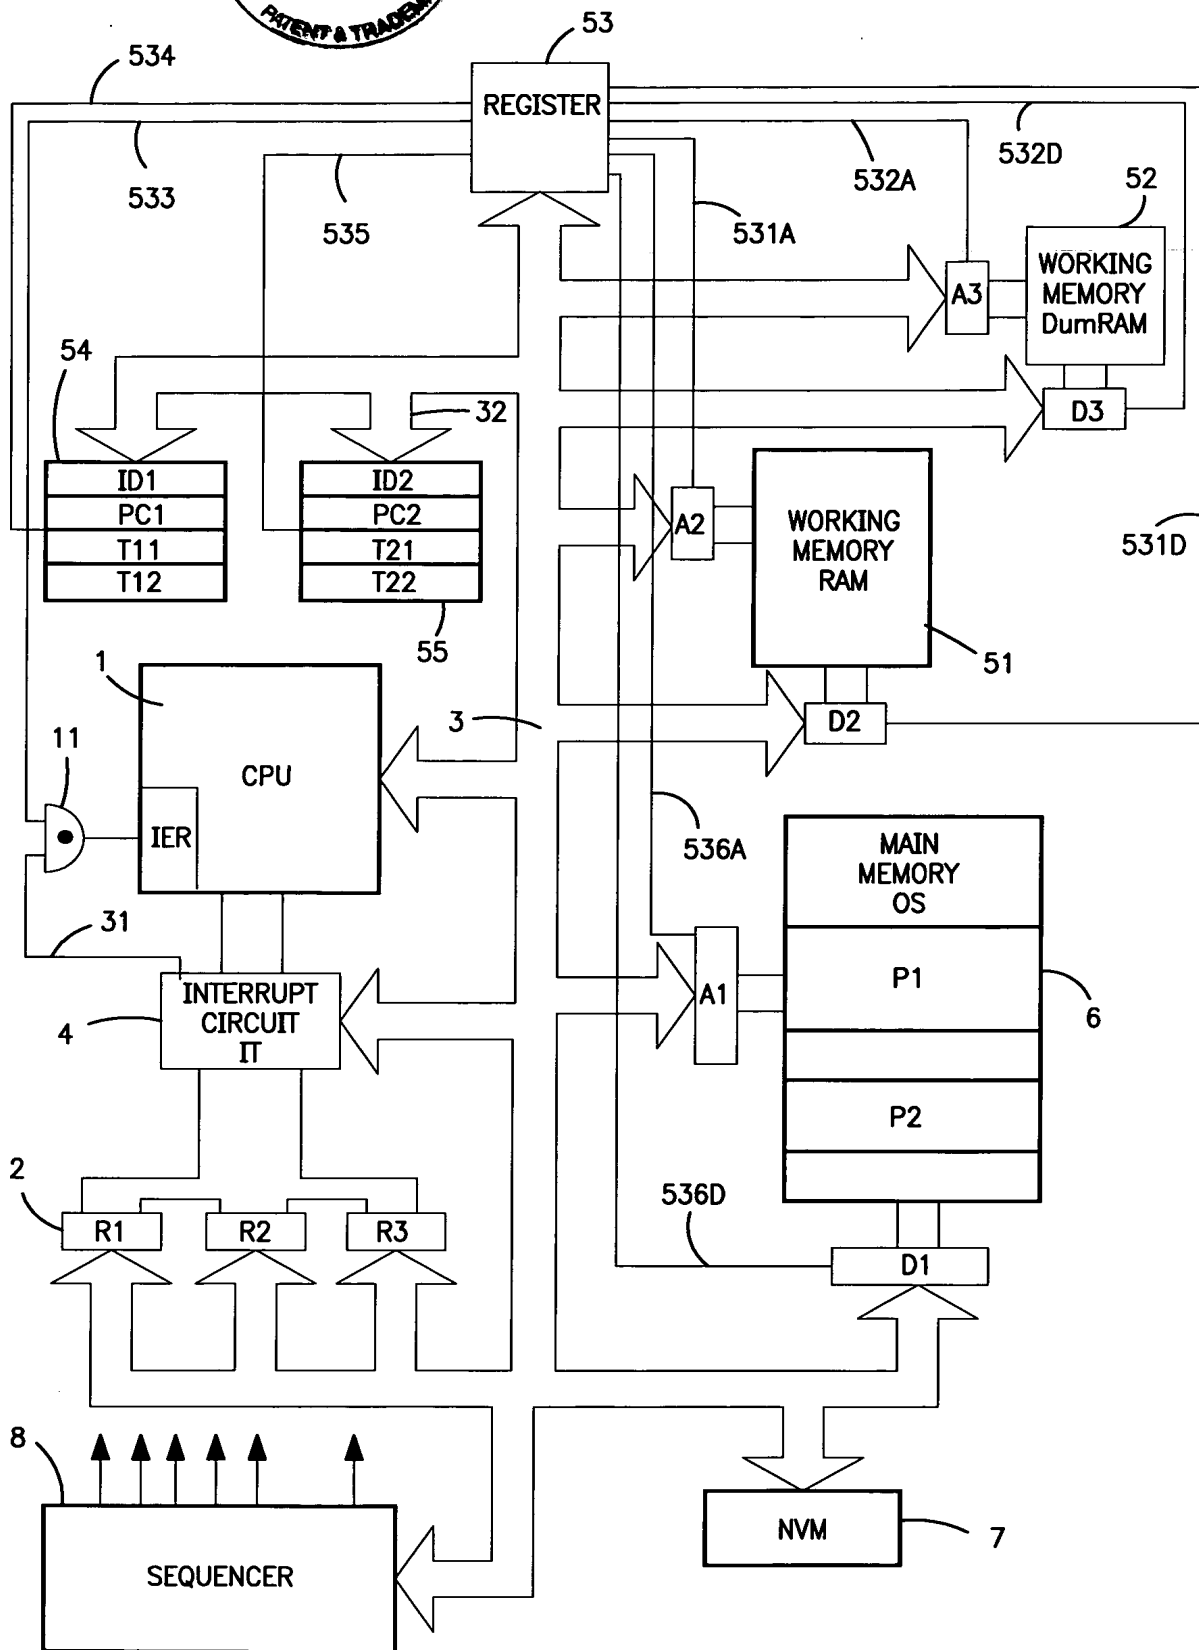 PATENT & TRADEM
53
534
REGISTER
532D
533
532A
52
535
531A
WORKING
MEMORY
DumRAM
A3
54
32
D3
ID1
PC1
T11
T12
ID2
PC2
T21
T22
A2
WORKING
MEMORY
RAM
531D
55
51
1
3
D2
11
CPU
IER
536A
MAIN
MEMORY
OS
31
P1
A1
INTERRUPT
CIRCUIT
IT
4
6
P2
2
536D
R1
R2
R3
D1
8
NVM
7
SEQUENCER